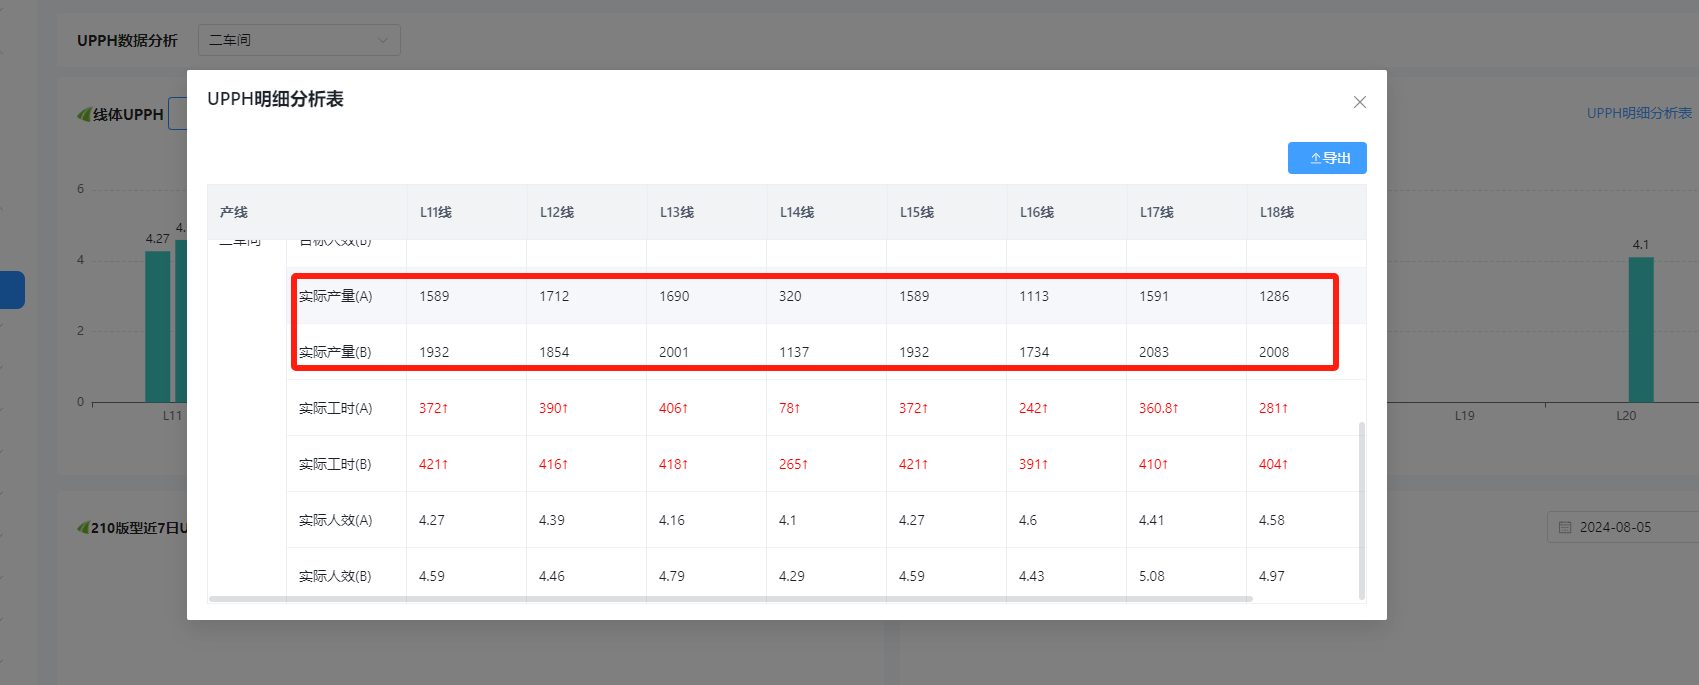 UPPH数据分析 二车间
UPPH明细分析表
线体UPPH
UPPH明细分析表
导出
产线 L11线 L12线 L13线 L14线 L15线 L16线 L17线 L18线
二车间 目标人效(B)
实际产量(A) 1589 1712 1690 320 1589 1113 1591 1286
实际产量(B) 1932 1854 2001 1137 1932 1734 2083 2008
实际工时(A) 372↑ 390↑ 406↑ 78↑ 372↑ 242↑ 360.8↑ 281↑
实际工时(B) 421↑ 416↑ 418↑ 265↑ 421↑ 391↑ 410↑ 404↑
实际人效(A) 4.27 4.39 4.16 4.1 4.27 4.6 4.41 4.58
实际人效(B) 4.59 4.46 4.79 4.29 4.59 4.43 5.08 4.97
6
4.27 4.
4.1
4
2
0
L11 L19 L20
210版型近7日U
2024-08-05